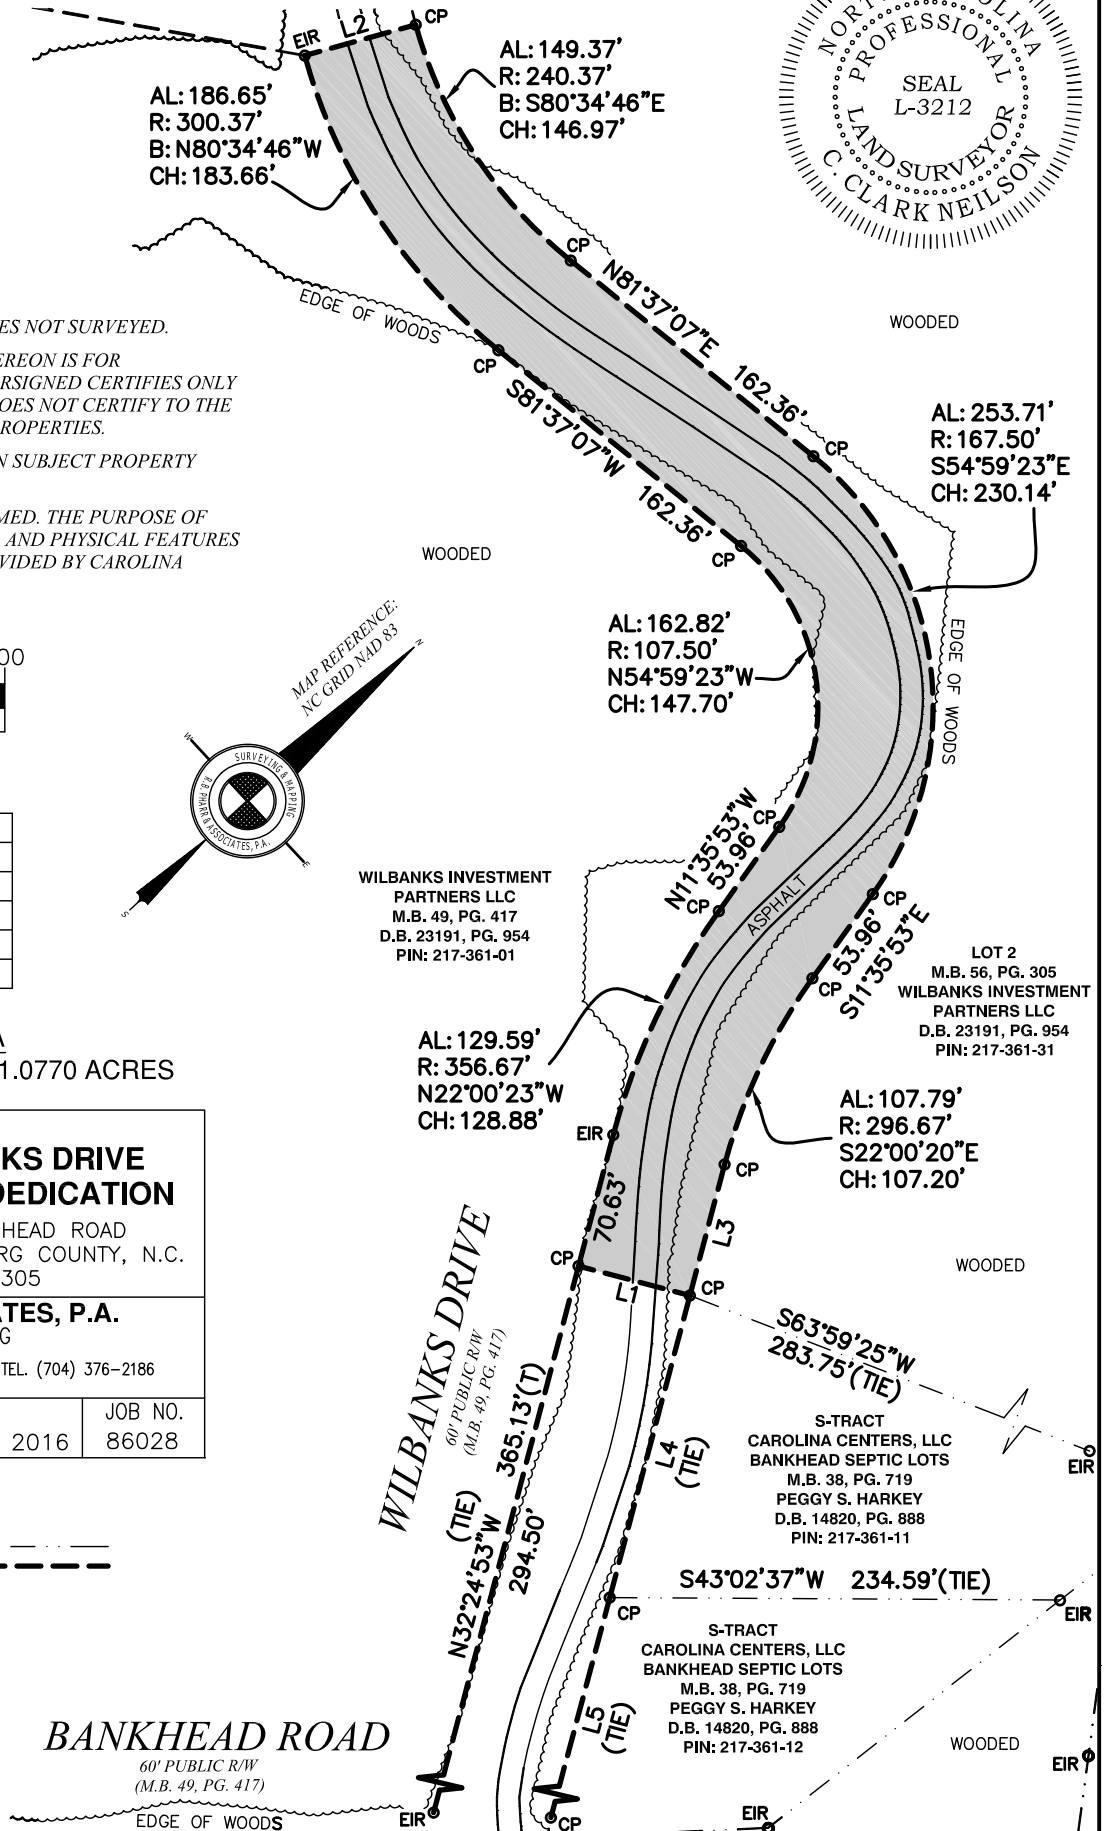 CP
EIR
L2
AL: 149.37'
R: 240.37'
B: S80°34'46"E
CH: 146.97'
AL: 186.65'
R: 300.37'
B: N80°34'46"W
CH: 183.66'
PROFESSIONAL
SEAL
L-3212
LAND SURVEYOR
C. CLARK NEILSON
CP
N81°37'07"E 162.36'
EDGE OF WOODS
WOODED
CP
S81°37'07"W 162.36'
ES NOT SURVEYED.
EREON IS FOR
RSIGNED CERTIFIES ONLY
OES NOT CERTIFY TO THE
ROPERTIES.
N SUBJECT PROPERTY
MED. THE PURPOSE OF
AND PHYSICAL FEATURES
VIDED BY CAROLINA
AL: 253.71'
R: 167.50'
S54°59'23"E
CH: 230.14'
CP
CP
WOODED
AL: 162.82'
R: 107.50'
N54°59'23"W
CH: 147.70'
EDGE OF WOODS
00
MAP REFERENCE:
NC GRID NAD 83
N
W
SURVEYING & MAPPING
R.B. PHARR & ASSOCIATES, P.A.
E
S
CP
N11°35'53"W
53.96'
CP
WILBANKS INVESTMENT
PARTNERS LLC
M.B. 49, PG. 417
D.B. 23191, PG. 954
PIN: 217-361-01
ASPHALT
CP
53.96'
S11°35'53"E
CP
LOT 2
M.B. 56, PG. 305
WILBANKS INVESTMENT
PARTNERS LLC
D.B. 23191, PG. 954
PIN: 217-361-31
A
1.0770 ACRES
AL: 129.59'
R: 356.67'
N22°00'23"W
CH: 128.88'
AL: 107.79'
R: 296.67'
S22°00'20"E
CH: 107.20'
EIR
CP
70.63'
L3
KS DRIVE
DEDICATION
HEAD ROAD
RG COUNTY, N.C.
305
ATES, P.A.
G
TEL. (704) 376-2186
2016
JOB NO.
86028
CP
L1
CP
WOODED
WILBANKS DRIVE
60' PUBLIC R/W
(M.B. 49, PG. 417)
S63°59'25"W
283.75'(TIE)
365.13'(T)
(TIE)
N32°24'53"W
294.50'
L4
(TIE)
S-TRACT
CAROLINA CENTERS, LLC
BANKHEAD SEPTIC LOTS
M.B. 38, PG. 719
PEGGY S. HARKEY
D.B. 14820, PG. 888
PIN: 217-361-11
EIR
S43°02'37"W 234.59'(TIE)
CP
EIR
S-TRACT
CAROLINA CENTERS, LLC
BANKHEAD SEPTIC LOTS
M.B. 38, PG. 719
PEGGY S. HARKEY
D.B. 14820, PG. 888
PIN: 217-361-12
L5
(TIE)
WOODED
EIR
BANKHEAD ROAD
60' PUBLIC R/W
(M.B. 49, PG. 417)
EDGE OF WOODS
EIR
CP
EIR